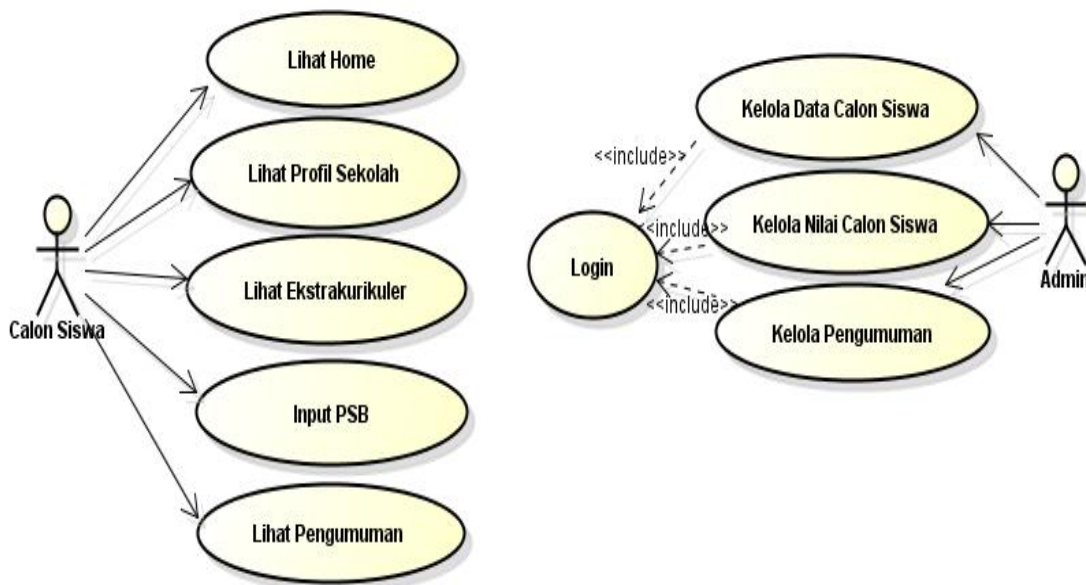 Lihat Home
Lihat Profil Sekolah
Lihat Ekstrakurikuler
Input PSB
Lihat Pengumuman
Calon Siswa
Kelola Data Calon Siswa
<<include>>
Kelola Nilai Calon Siswa
<<include>>
Login
<<include>>
Kelola Pengumuman
Admin